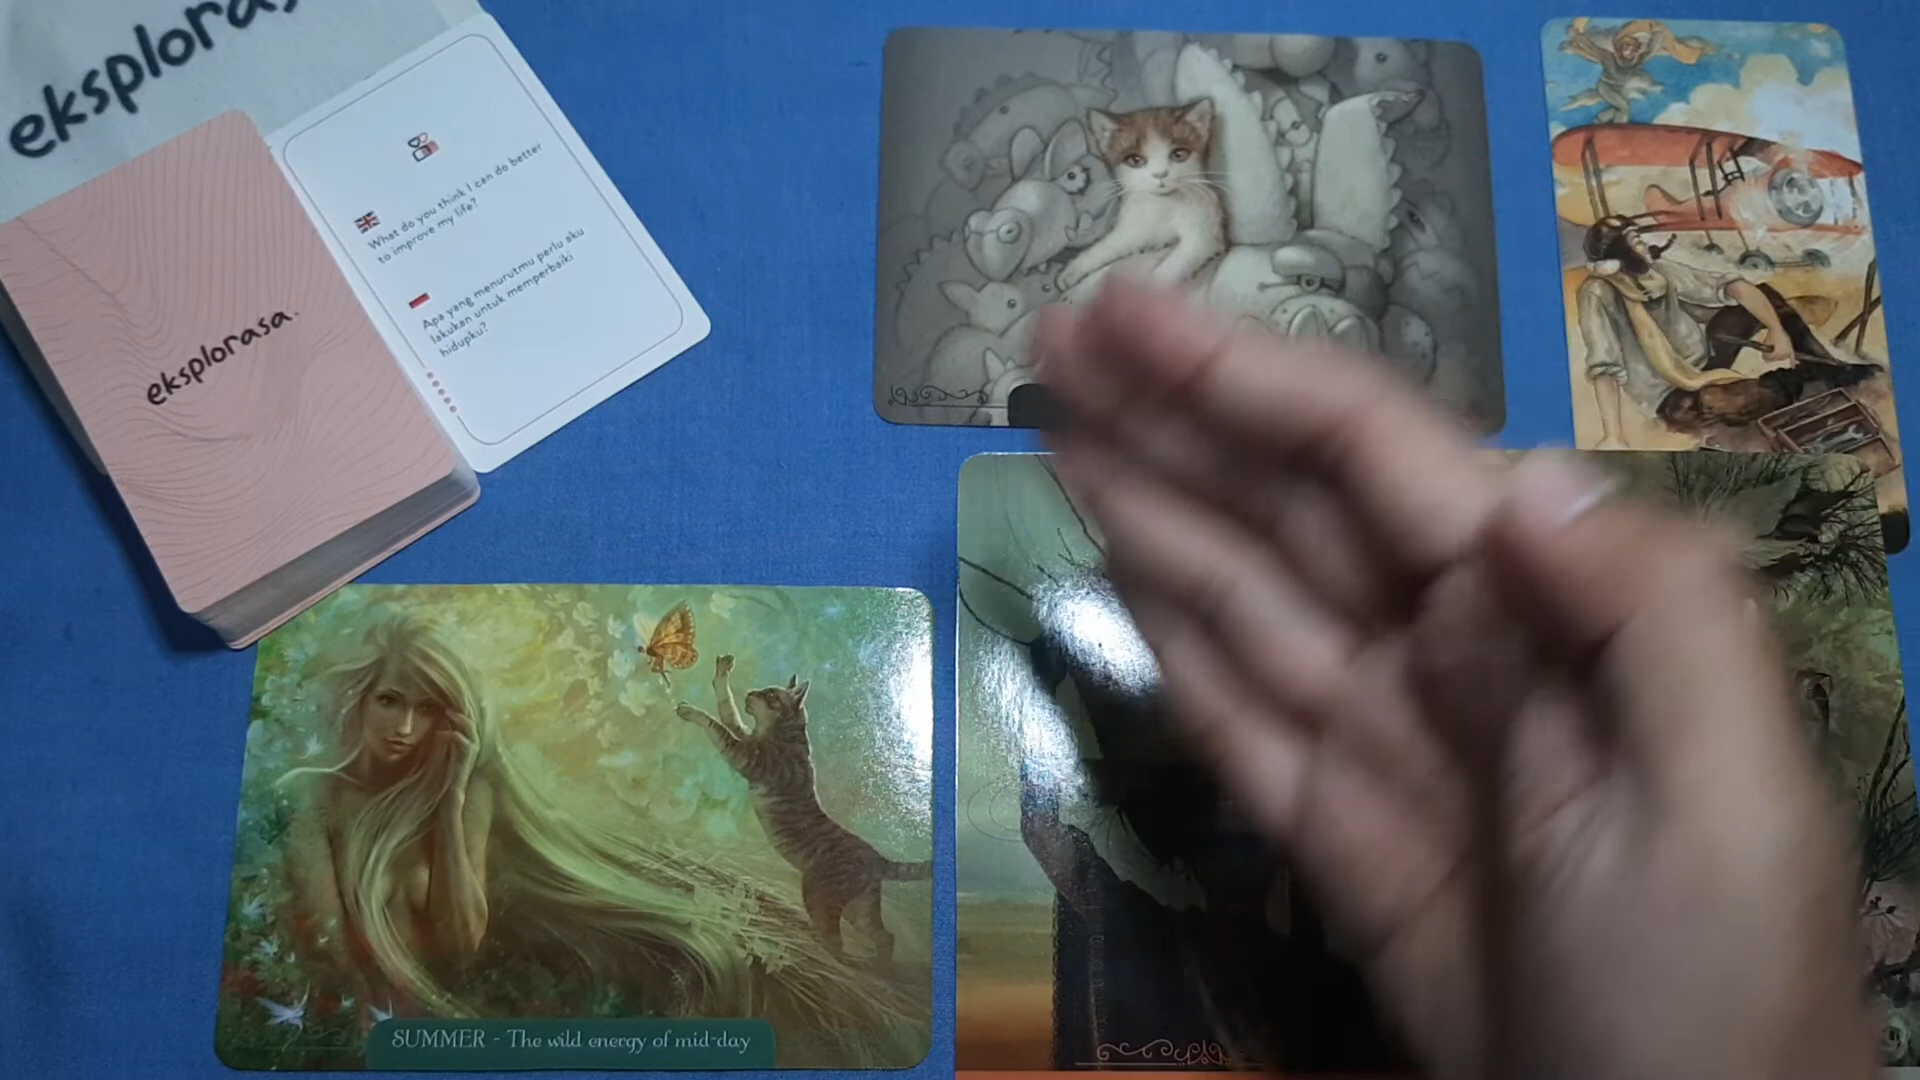 eksplorasa
What do you think I can do better
to improve my life?
Apa yang menurutmu perlu aku
lakukan untuk memperbaiki
hidupku?
eksplorasa.
SUMMER - The wild energy of mid-day